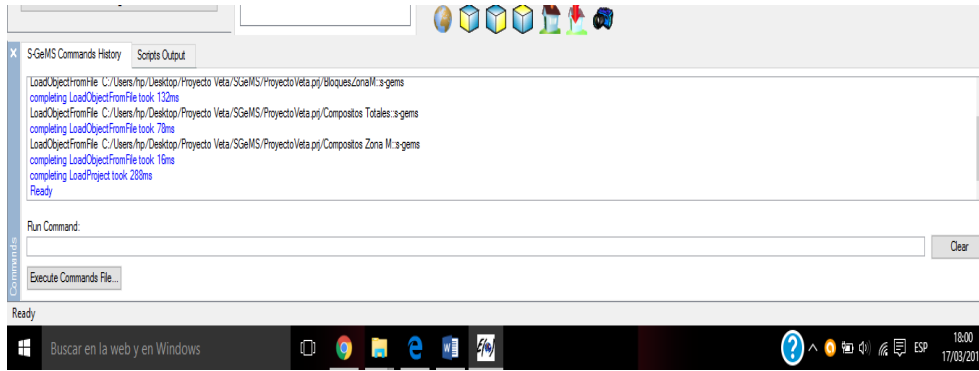 S-GeMS Commands History Scripts Output
LoadObjectFromFile C:/Users/hp/Desktop/Proyecto Veta/SGeMS/ProyectoVeta.prj/BloquesZonaM::s-gems
completing LoadObjectFromFile took 132ms
LoadObjectFromFile C:/Users/hp/Desktop/Proyecto Veta/SGeMS/ProyectoVeta.prj/Compositos Totales::s-gems
completing LoadObjectFromFile took 78ms
LoadObjectFromFile C:/Users/hp/Desktop/Proyecto Veta/SGeMS/ProyectoVeta.prj/Compositos Zona M::s-gems
completing LoadObjectFromFile took 16ms
completing LoadProject took 288ms
Ready
Run Command:
Clear
Execute Commands File...
Commands
Ready
Buscar en la web y en Windows
ESP
18:00
17/03/201